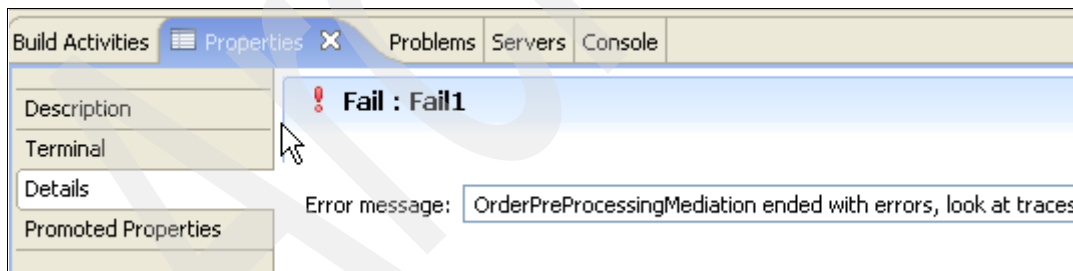 Build Activities Properties Problems Servers Console
Fail : Fail1
Description
Terminal
Details
Error message: OrderPreProcessingMediation ended with errors, look at traces
Promoted Properties